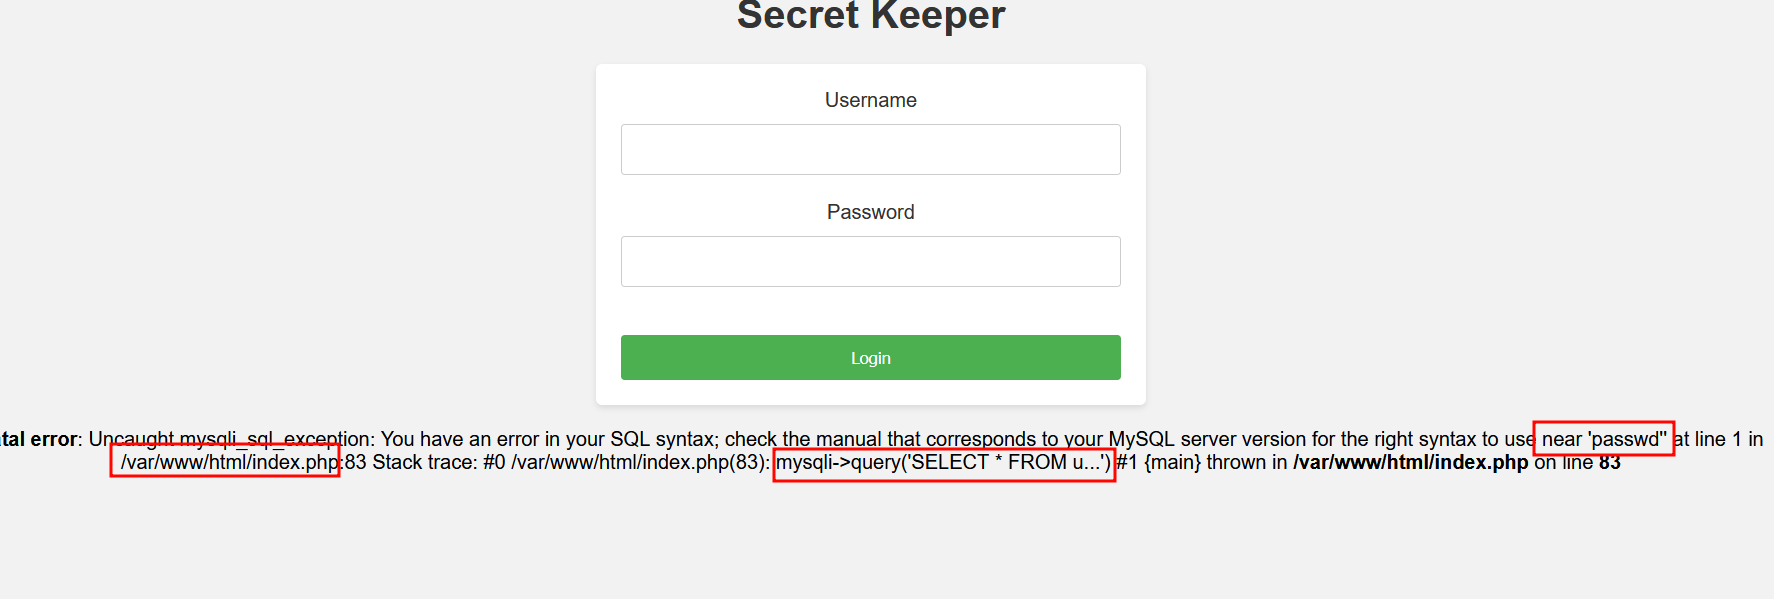 Secret Keeper
Username
Password
Login
tal error: Uncaught mysqli_sql_exception: You have an error in your SQL syntax; check the manual that corresponds to your MySQL server version for the right syntax to use near 'passwd'' at line 1 in
/var/www/html/index.php:83 Stack trace: #0 /var/www/html/index.php(83): mysqli->query('SELECT * FROM u...') #1 {main} thrown in /var/www/html/index.php on line 83